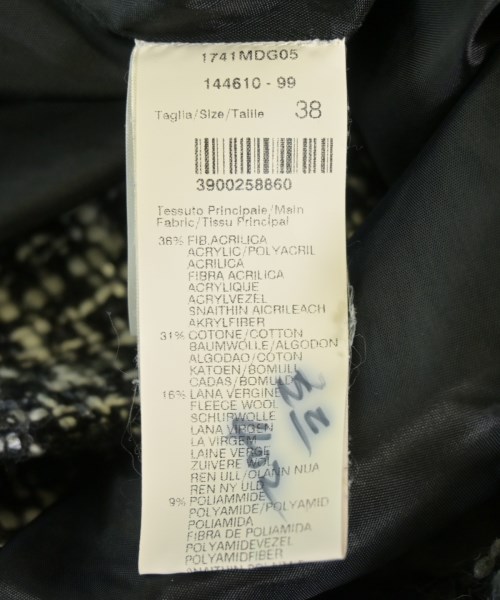 1741MDG05
144610 - 99
Taglia/Size/Taille 38
3900258860
Tessuto Principale/Main
Fabric/Tissu Principal
36% FIB.ACRILICA
ACRYLIC/POLYACRIL
ACRILICA
FIBRA ACRILICA
ACRYLIQUE
ACRYLVEZEL
SNAITHIN AICRILEACH
AKRYLFIBER
31% COTONE/COTTON
BAUMWOLLE/ALGODON
ALGODAO/COTON
KATOEN/BOMULL
CADAS/BOMULD
16% LANA VERGINE
FLEECE WOOL
SCHURWOLLE
LANA VIRGEN
LA VIRGEM
LAINE VERGE
ZUIVERE WOL
REN ULL/OLANN NUA
REN NY ULD
9% POLIAMMIDE
POLYAMIDE/POLYAMID
POLIAMIDA
FIBRA DE POLIAMIDA
POLYAMIDEVEZEL
POLYAMIDFIBER